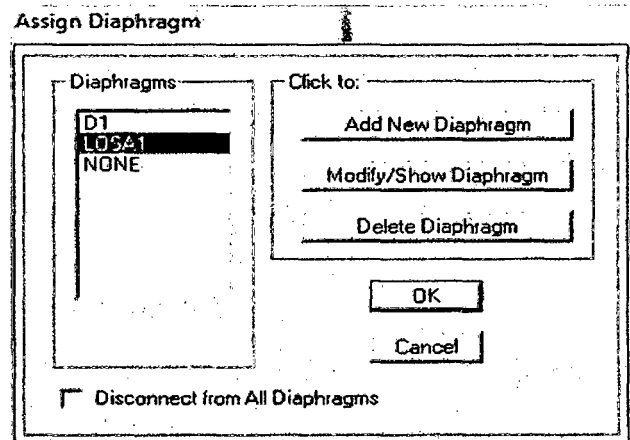 Assign Diaphragm
Diaphragms
D1
LOSA1
NONE
Click to:
Add New Diaphragm
Modify/Show Diaphragm
Delete Diaphragm
OK
Cancel
Disconnect from All Diaphragms